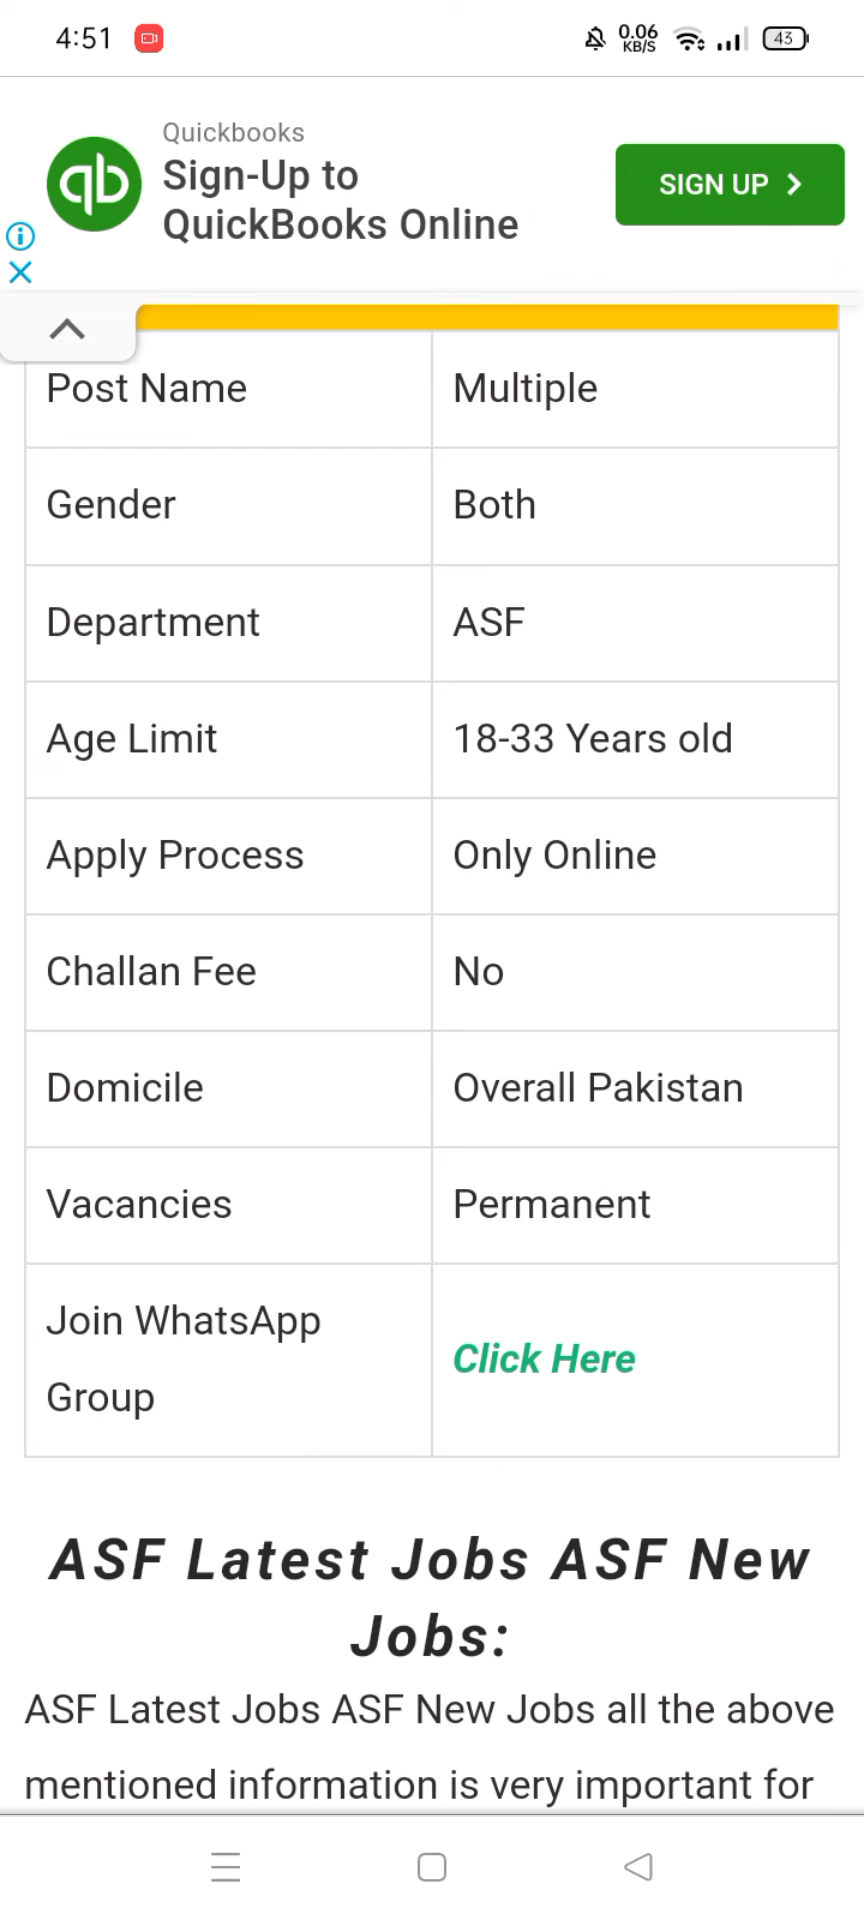 4:51
0.06
KB/S
43
Quickbooks
Sign-Up to
QuickBooks Online
SIGN UP
qb
Post Name Multiple
Gender Both
Department ASF
Age Limit 18-33 Years old
Apply Process Only Online
Challan Fee No
Domicile Overall Pakistan
Vacancies Permanent
Join WhatsApp
Group
Click Here
ASF Latest Jobs ASF New
Jobs:
ASF Latest Jobs ASF New Jobs all the above
mentioned information is very important for